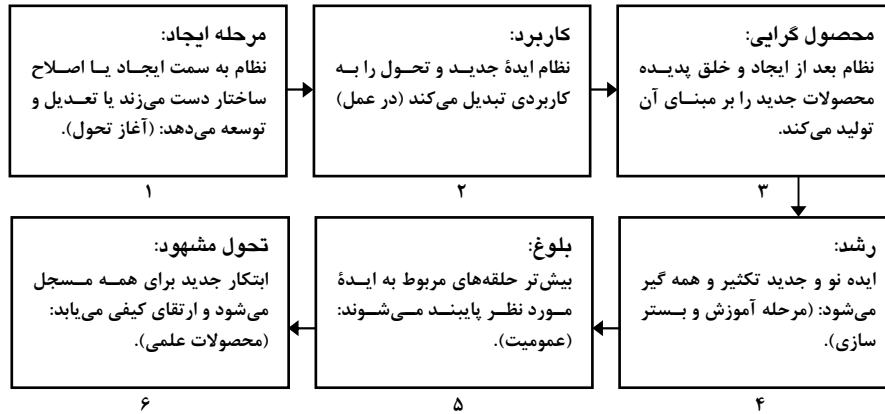 مرحله ایجاد:
نظام به سمت ایجاد یا اصلاح
ساختار دست می‌زند یا تعدیل و
توسعه می‌دهد: (آغاز تحول).
۱
کاربرد:
نظام ایدۀ جدید و تحول را به
کاربردی تبدیل می‌کند (در عمل)
۲
محصول گرایی:
نظام بعد از ایجاد و خلق پدیده
محصولات جدید را بر مبنای آن
تولید می‌کند.
۳
رشد:
ایده نو و جدید تکثیر و همه گیر
می‌شود: (مرحله آموزش و بستر
سازی).
۴
بلوغ:
بیش‌تر حلقه‌های مربوط به ایدۀ
مورد نظر پایبند می‌شوند:
(عمومیت).
۵
تحول مشهود:
ابتکار جدید برای همه مسجل
می‌شود و ارتقای کیفی می‌یابد:
(محصولات علمی).
۶